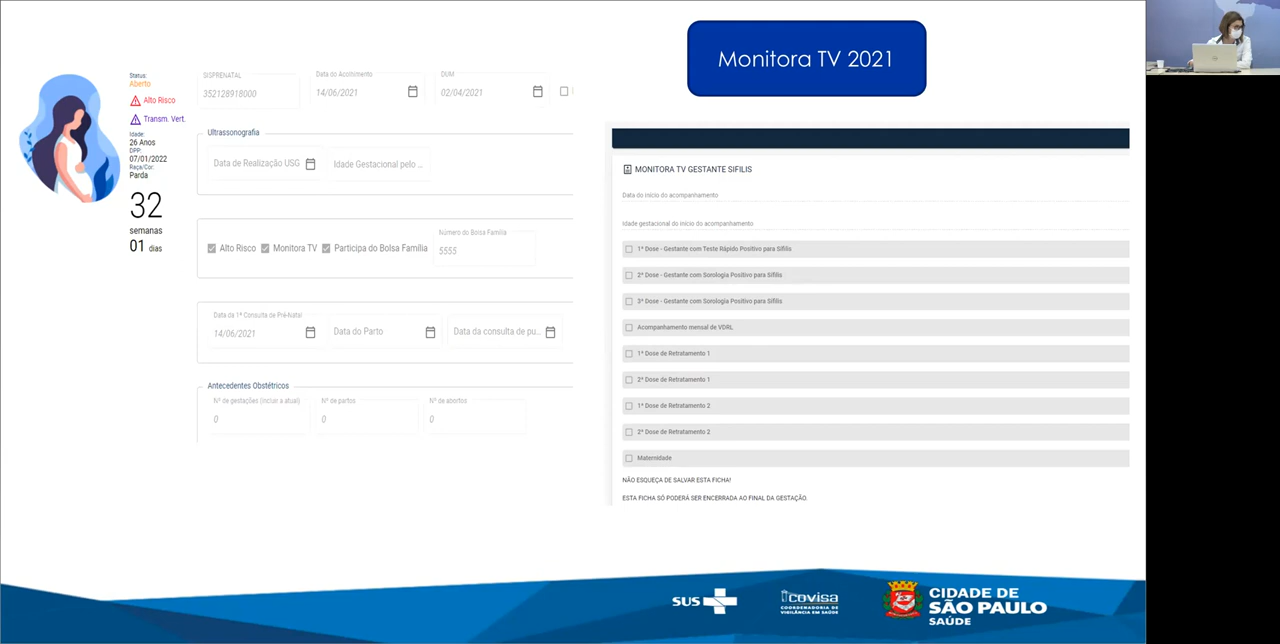 Monitora TV 2021
Status:
Aberto
Alto Risco
Transm. Vert.
Idade:
26 Anos
DPP:
07/01/2022
Raça/Cor:
Parda
32
semanas
01 dias
SISPRENATAL
352128918000
Data do Acolhimento
14/06/2021
DUM
02/04/2021
Ultrassonografia
Data de Realização USG
Idade Gestacional pelo ...
Alto Risco
Monitora TV
Participa do Bolsa Família
Número do Bolsa Família
5555
Data da 1ª Consulta de Pré-Natal
14/06/2021
Data do Parto
Data da consulta de pu...
Antecedentes Obstétricos
Nº de gestações (incluir a atual)
0
Nº de partos
0
Nº de abortos
0
MONITORA TV GESTANTE SIFILIS
Data do início do acompanhamento
Idade gestacional do início do acompanhamento
1ª Dose - Gestante com Teste Rápido Positivo para Sífilis
2ª Dose - Gestante com Sorologia Positivo para Sífilis
3ª Dose - Gestante com Sorologia Positivo para Sífilis
Acompanhamento mensal de VDRL
1ª Dose de Retratamento 1
2ª Dose de Retratamento 1
1ª Dose de Retratamento 2
2ª Dose de Retratamento 2
Maternidade
NÃO ESQUEÇA DE SALVAR ESTA FICHA!
ESTA FICHA SÓ PODERÁ SER ENCERRADA AO FINAL DA GESTAÇÃO.
SUS
covisa
COORDENADORIA DE
VIGILÂNCIA EM SAÚDE
CIDADE DE
SÃO PAULO
SAÚDE